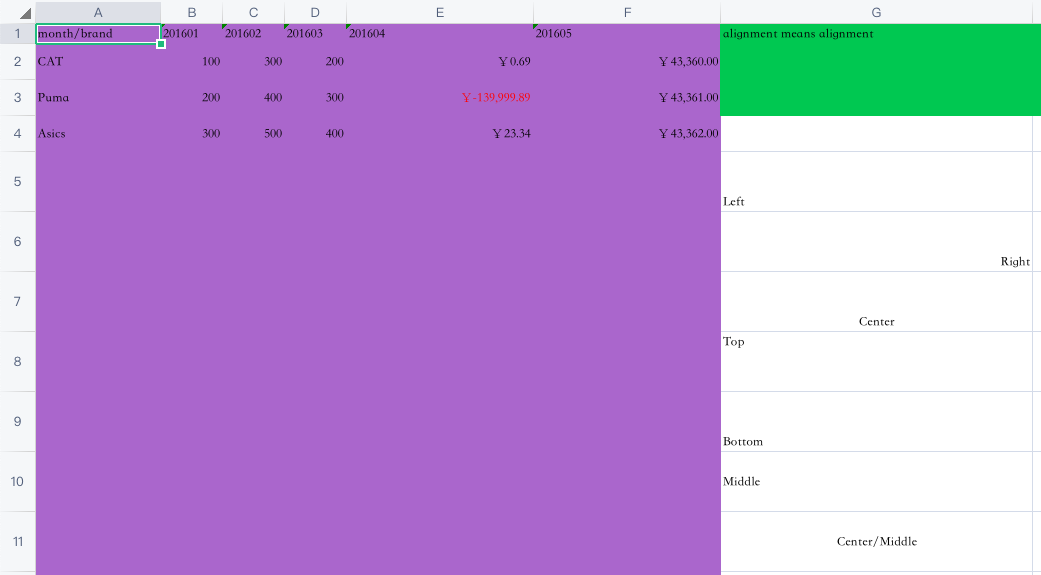 A B C D E F G
1 month/brand 201601 201602 201603 201604 201605 alignment means alignment
2 CAT 100 300 200 ￥0.69 ￥43,360.00
3 Puma 200 400 300 ￥-139,999.89 ￥43,361.00
4 Asics 300 500 400 ￥23.34 ￥43,362.00
5 Left
6 Right
7 Center
8 Top
9 Bottom
10 Middle
11 Center/Middle